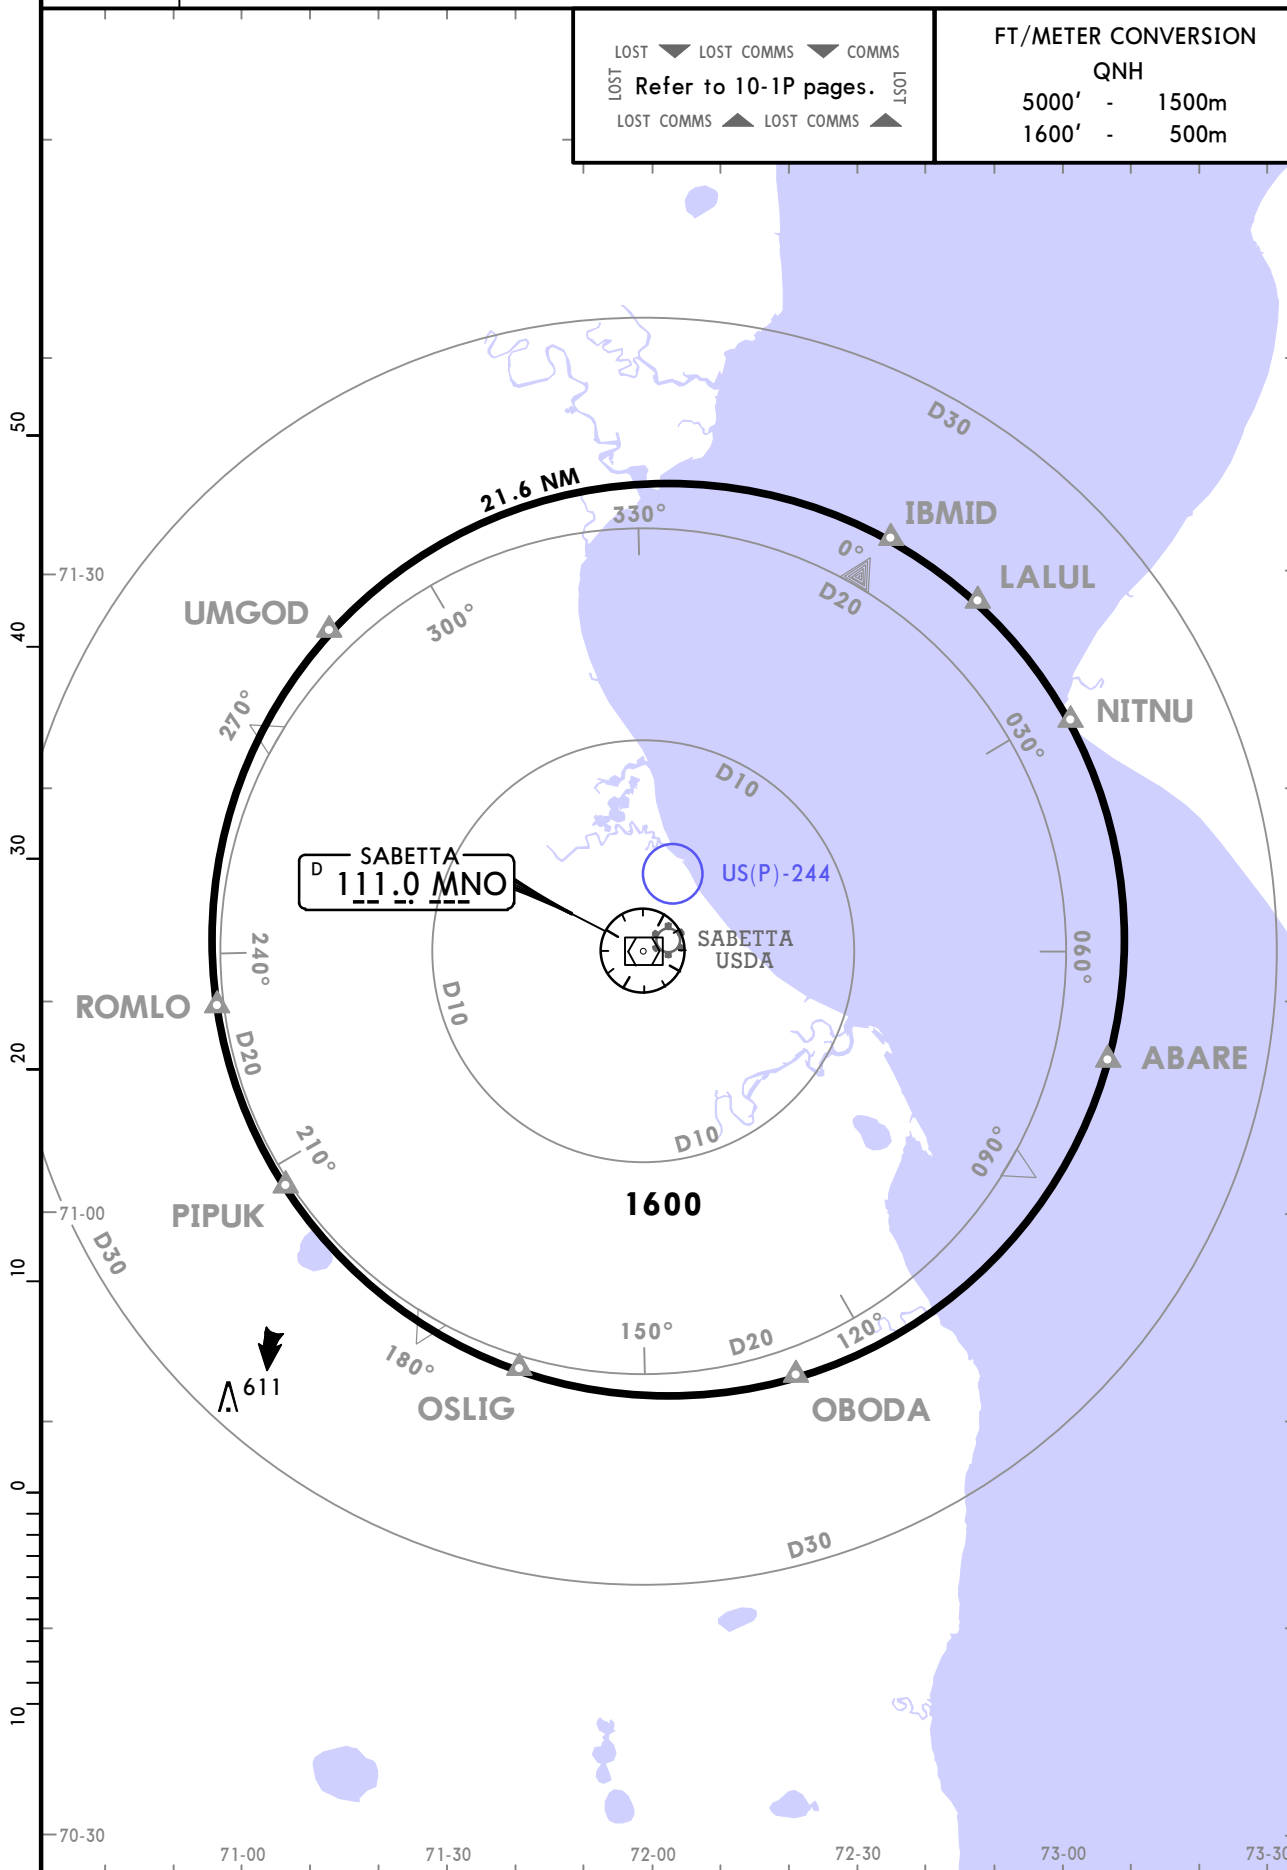 LOST LOST COMMS COMMS
LOST Refer to 10-1P pages. LOST
LOST COMMS LOST COMMS
FT/METER CONVERSION
QNH
5000' - 1500m
1600' - 500m
50
D30
21.6 NM
330°
IBMID
0°
LALUL
D20
71-30
UMGOD
300°
40
270°
NITNU
030°
D10
30
SABETTA
D 111.0 MNO
US(P)-244
SABETTA
USDA
240°
060°
D10
ROMLO
D20
20
ABARE
210°
D10
090°
1600
PIPUK
71-00
D30
10
150°
D20
120°
180°
611
OSLIG
OBODA
0
D30
10
70-30
71-00
71-30
72-00
72-30
73-00
73-30